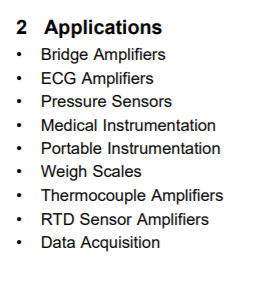 2 Applications
• Bridge Amplifiers
• ECG Amplifiers
• Pressure Sensors
• Medical Instrumentation
• Portable Instrumentation
• Weigh Scales
• Thermocouple Amplifiers
• RTD Sensor Amplifiers
• Data Acquisition